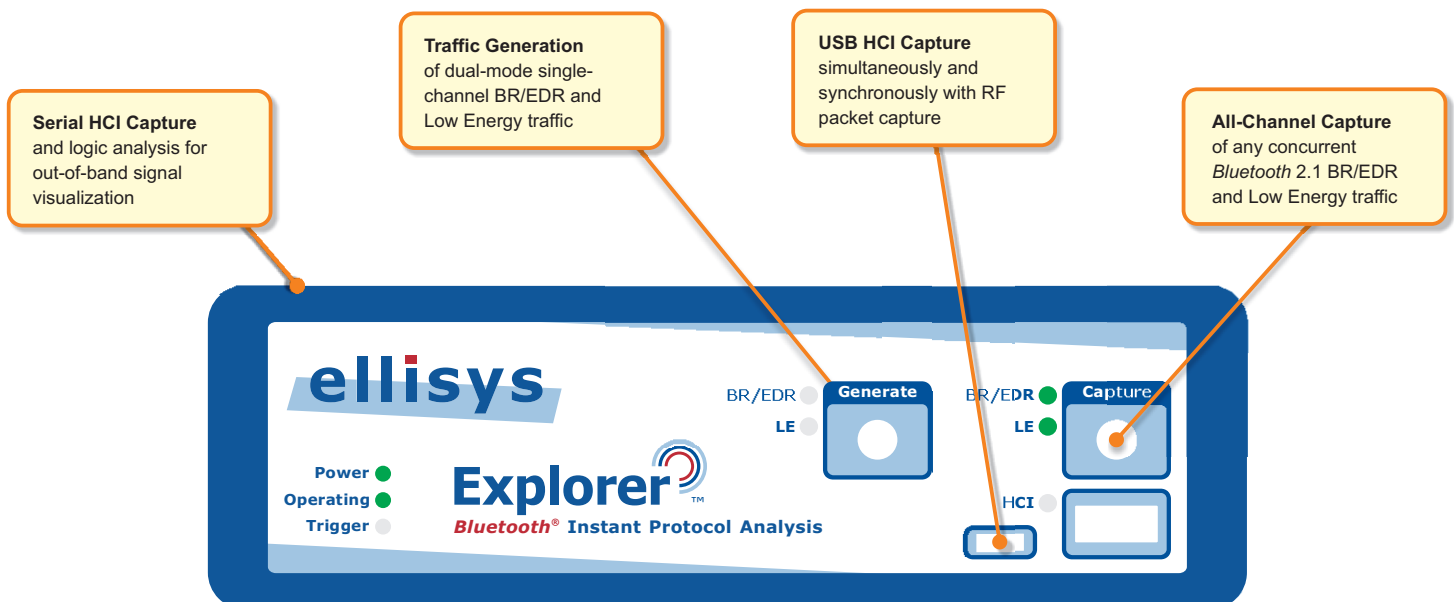 Serial HCI Capture
and logic analysis for
out-of-band signal
visualization
Traffic Generation
of dual-mode single-
channel BR/EDR and
Low Energy traffic
USB HCI Capture
simultaneously and
synchronously with RF
packet capture
All-Channel Capture
of any concurrent
Bluetooth 2.1 BR/EDR
and Low Energy traffic
ellisys
BR/EDR
LE
Generate
BR/EDR
LE
Capture
Power
Operating
Trigger
Explorer™
Bluetooth® Instant Protocol Analysis
HCI